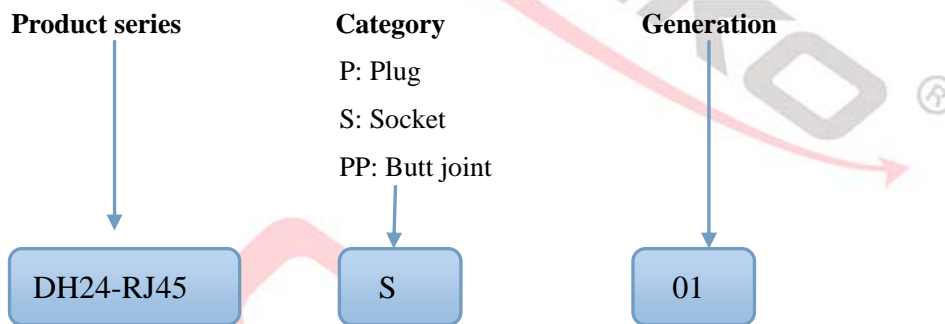 Product series Category Generation
P: Plug
S: Socket
PP: Butt joint
DH24-RJ45 S 01
®